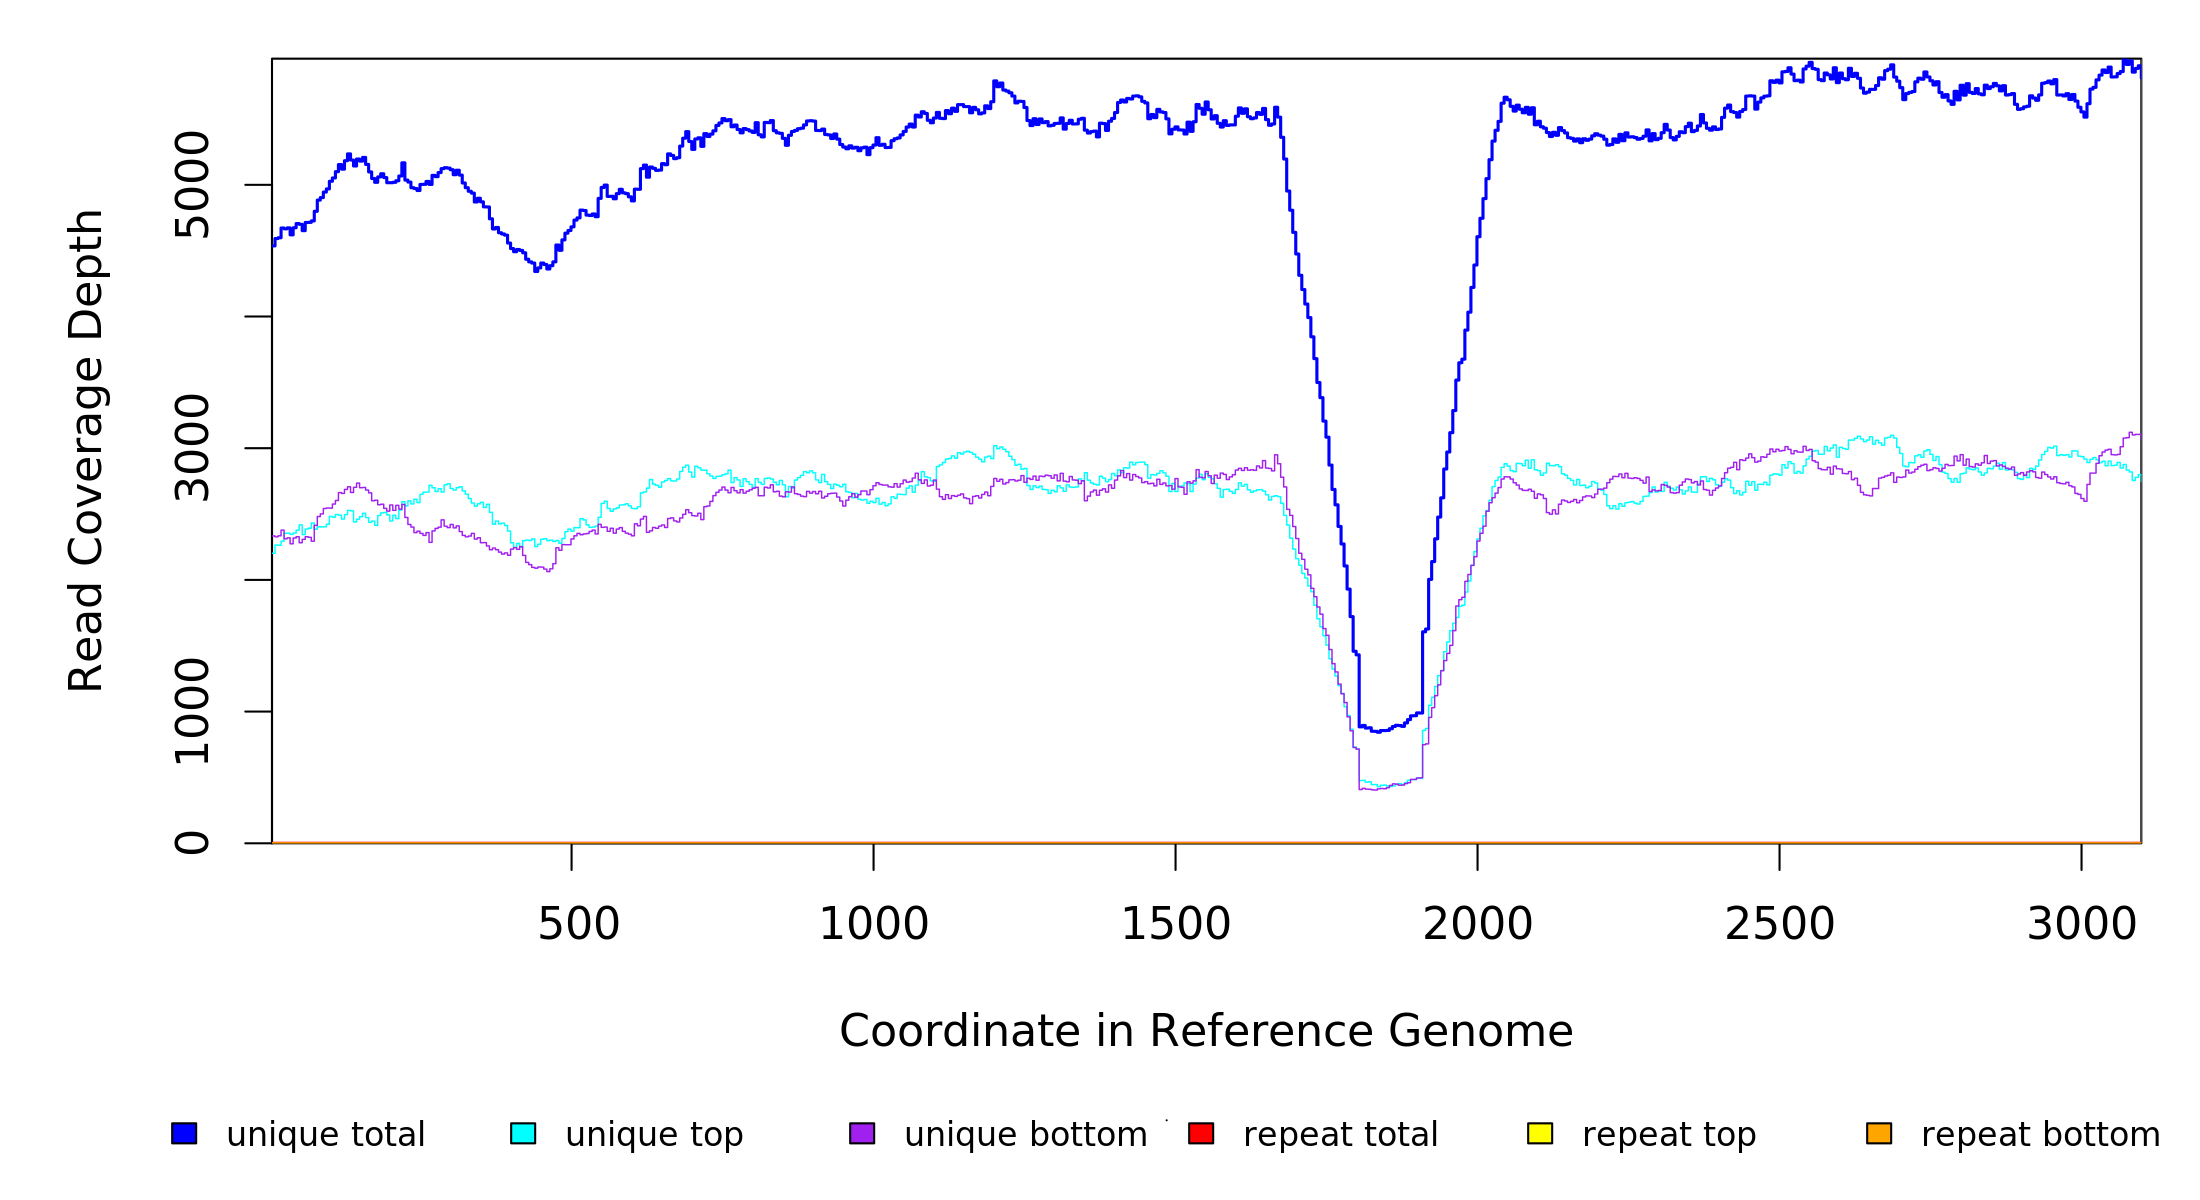 Read Coverage Depth
5000
3000
1000
0
500 1000 1500 2000 2500 3000
Coordinate in Reference Genome
unique total unique top unique bottom repeat total repeat top repeat bottom